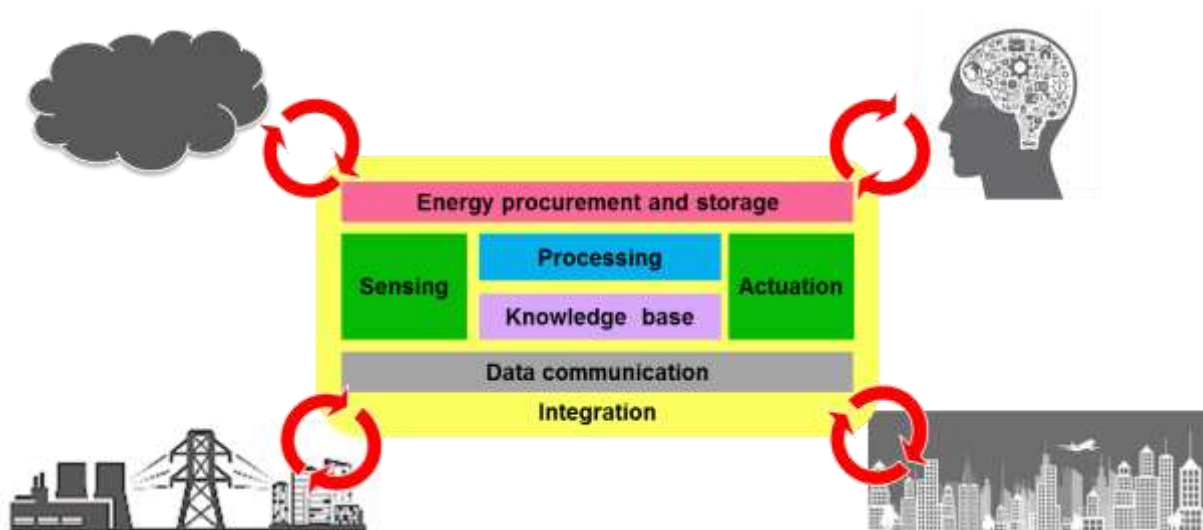 Energy procurement and storage
Sensing
Processing
Knowledge base
Actuation
Data communication
Integration